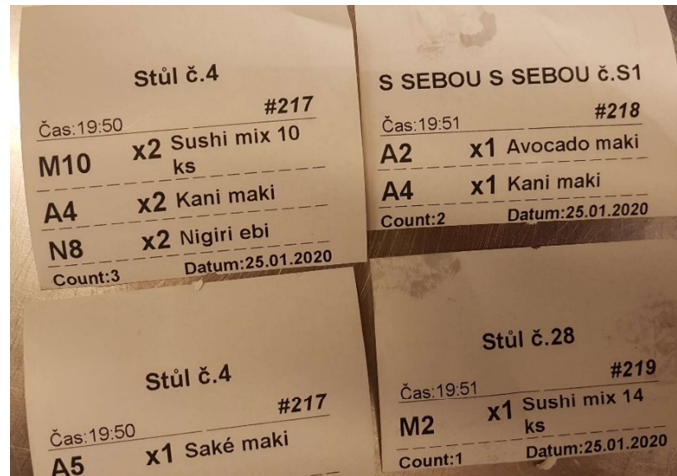 Stůl č.4
#217
Čas:19:50
M10 x2 Sushi mix 10
ks
A4 x2 Kani maki
N8 x2 Nigiri ebi
Count:3 Datum:25.01.2020
S SEBOU S SEBOU č.S1
#218
Čas:19:51
A2 x1 Avocado maki
A4 x1 Kani maki
Count:2 Datum:25.01.2020
Stůl č.4
#217
Čas:19:50
A5 x1 Saké maki
Stůl č.28
#219
Čas:19:51
M2 x1 Sushi mix 14
ks
Count:1 Datum:25.01.2020